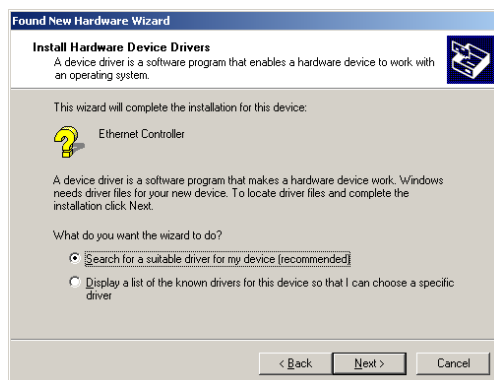 Found New Hardware Wizard
Install Hardware Device Drivers
A device driver is a software program that enables a hardware device to work with
an operating system.
This wizard will complete the installation for this device:
Ethernet Controller
A device driver is a software program that makes a hardware device work. Windows
needs driver files for your new device. To locate driver files and complete the
installation click Next.
What do you want the wizard to do?
Search for a suitable driver for my device (recommended)
Display a list of the known drivers for this device so that I can choose a specific
driver
< Back Next > Cancel